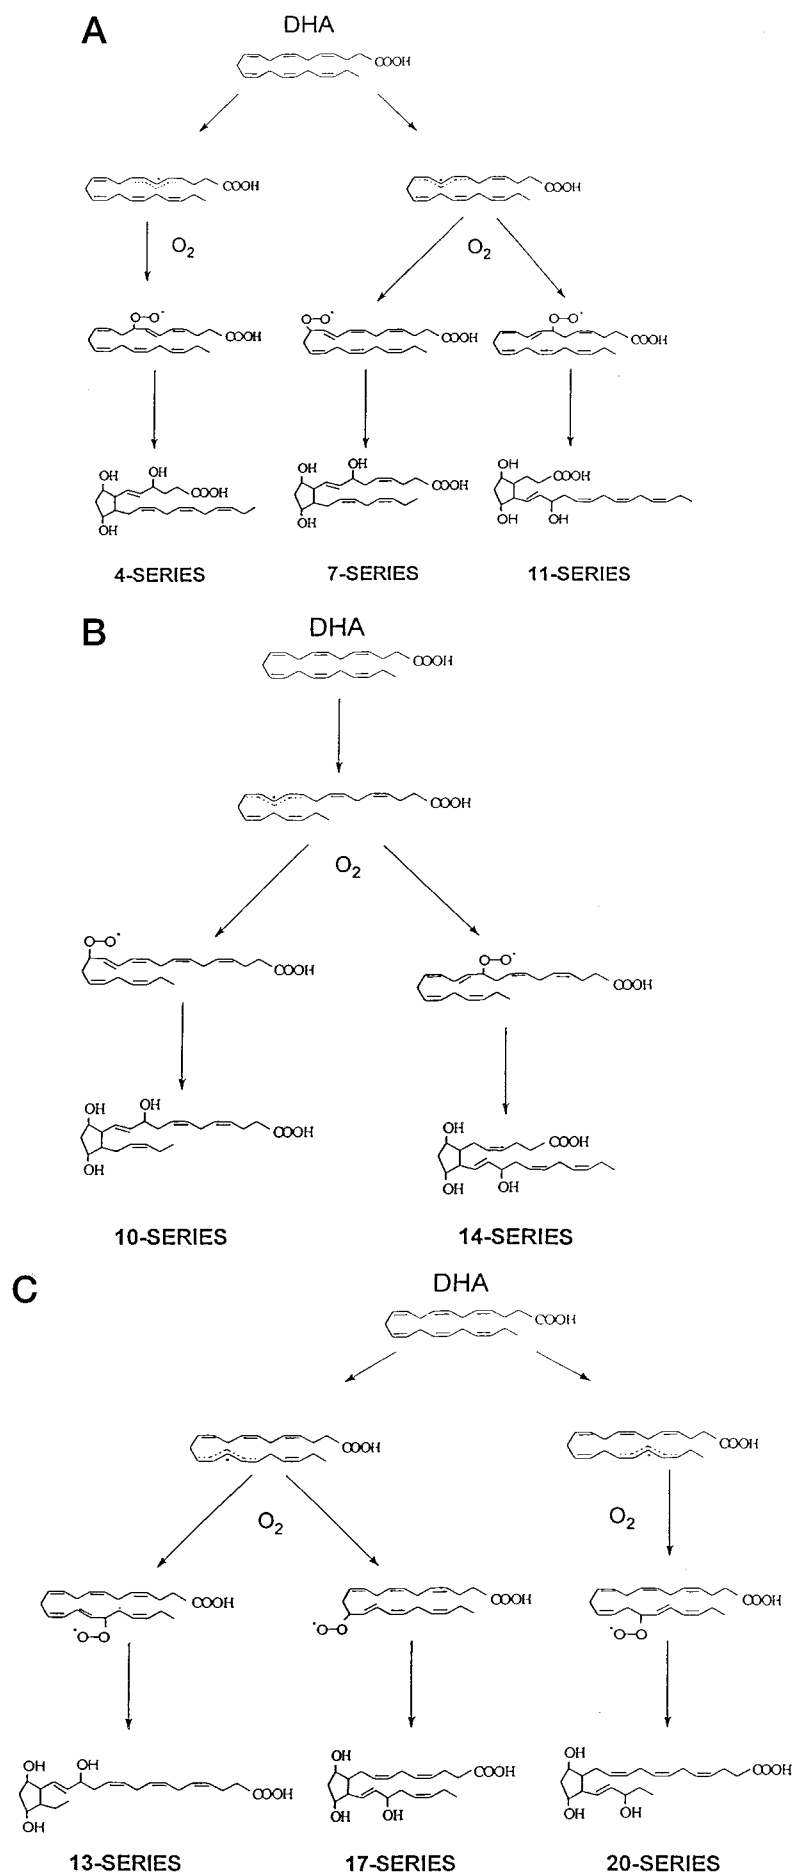 A
DHA
COOH
COOH
COOH
O2
O2
O-O·
O-O·
O-O·
COOH
COOH
COOH
OH
OH
COOH
OH
OH
OH
COOH
OH
OH
COOH
OH
OH
4-SERIES
7-SERIES
11-SERIES
B
DHA
COOH
COOH
O2
O-O·
COOH
O-O·
COOH
OH
OH
COOH
OH
OH
COOH
OH
OH
10-SERIES
14-SERIES
C
DHA
COOH
COOH
COOH
O2
O2
COOH
COOH
COOH
·O-O
·O-O
·O-O
OH
OH
COOH
OH
OH
COOH
OH
OH
OH
COOH
OH
OH
13-SERIES
17-SERIES
20-SERIES